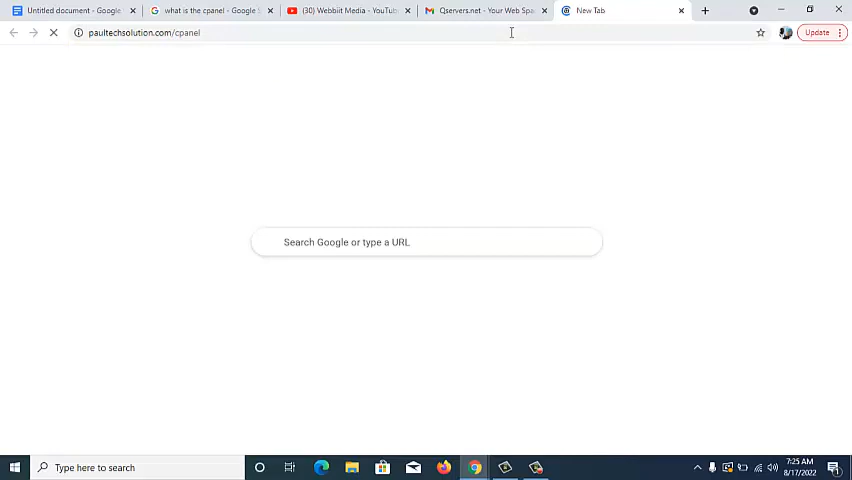 Untitled document - Google
what is the cpanel - Google S
(30) Webbiit Media - YouTub
Qservers.net - Your Web Spa
New Tab
paultechsolution.com/cpanel
Update
Search Google or type a URL
Type here to search
7:25 AM
8/17/2022